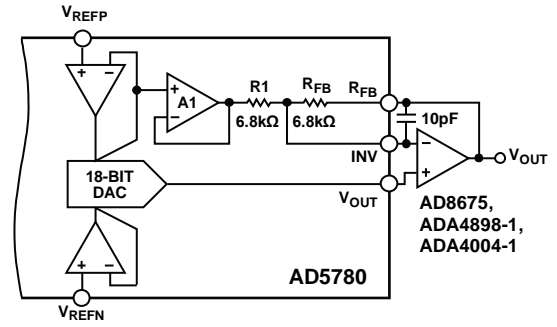 VREFP
R1
RFB
RFB
A1
6.8kΩ
6.8kΩ
10pF
INV
VOUT
18-BIT
DAC
VOUT
AD8675,
ADA4898-1,
ADA4004-1
AD5780
VREFN
+
−
+
−
−
+
+
−